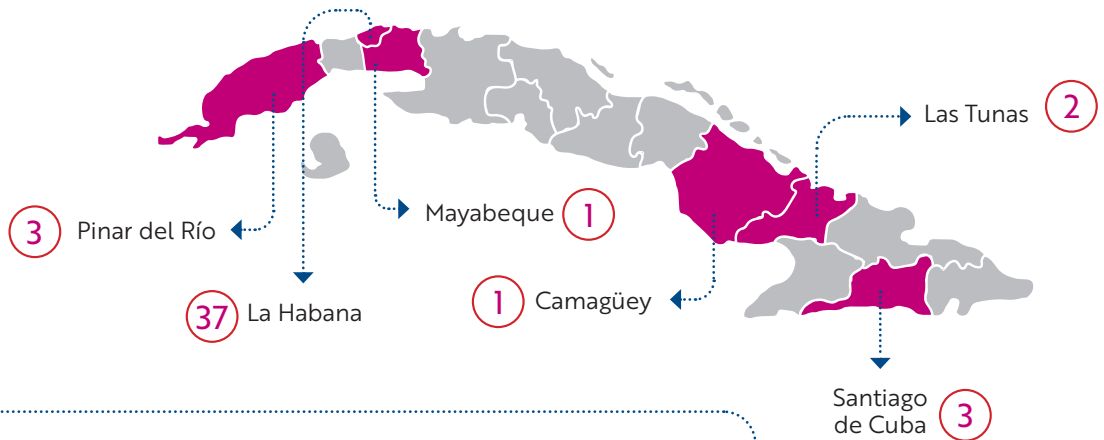 Las Tunas 2
Mayabeque 1
3 Pinar del Río
1 Camagüey
37 La Habana
Santiago
de Cuba 3